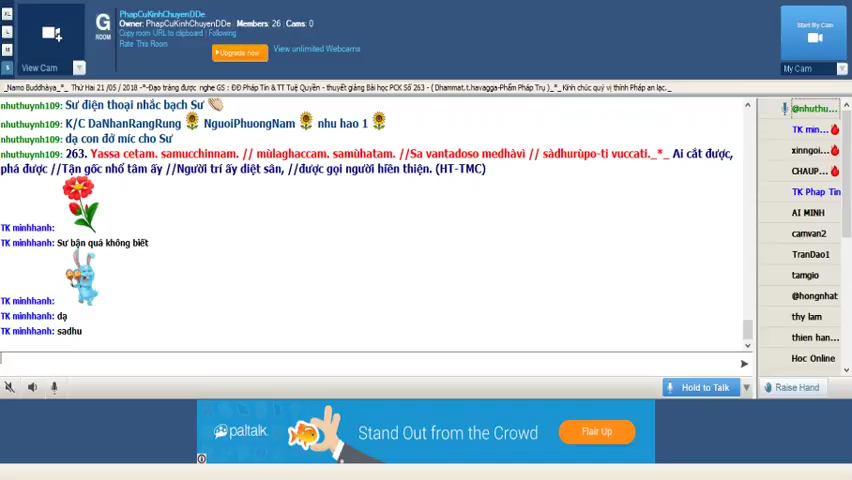 XL
L
M
S
View Cam
G
ROOM
PhapCuKinhChuyenDDe
Owner: PhapCuKinhChuyenDDe Members: 26 Cams: 0
Copy room URL to clipboard | Following
Rate This Room
Upgrade now
View unlimited Webcams
Start My Cam
My Cam
_Namo Buddhàya_*_ Thứ Hai 21 /05 / 2018 -*-Đạo tràng được nghe GS : ĐĐ Pháp Tín & TT Tuệ Quyền - thuyết giảng Bài học PCK Số 263 - ( Dhammat.t.havagga-Phẩm Pháp Trụ )_*_Kính chúc quý vị thính Pháp an lạc._
nhuthuynh109: Sư điện thoại nhắc bạch Sư
nhuthuynh109: K/C DaNhanRangRung NguoiPhuongNam nhu hao 1
nhuthuynh109: dạ con đở míc cho Sư
nhuthuynh109: 263. Yassa cetam. samucchinnam. // mùlaghaccam. samùhatam. //Sa vantadoso medhàvì // sàdhurùpo-ti vuccati._*_ Ai cắt được,
phá được //Tận gốc nhổ tâm ấy //Người trí ấy diệt sân, //được gọi người hiền thiện. (HT-TMC)
TK minhhanh:
TK minhhanh: Sư bận quá không biết
TK minhhanh:
TK minhhanh: dạ
TK minhhanh: sadhu
@nhuthu...
TK min...
xinngoi...
CHAUP...
TK Phap Tin
AI MINH
camvan2
TranDao1
tamgio
@hongnhat
thy lam
thien han...
Hoc Online
Hold to Talk
Raise Hand
paltalk
Stand Out from the Crowd
Flair Up